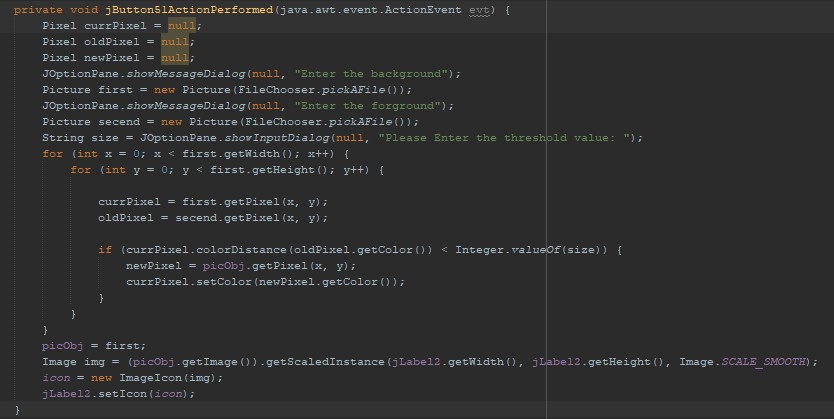 private void jButton51ActionPerformed(java.awt.event.ActionEvent evt) {
Pixel currPixel = null;
Pixel oldPixel = null;
Pixel newPixel = null;
JOptionPane.showMessageDialog(null, "Enter the background");
Picture first = new Picture(FileChooser.pickAFile());
JOptionPane.showMessageDialog(null, "Enter the forground");
Picture secend = new Picture(FileChooser.pickAFile());
String size = JOptionPane.showInputDialog(null, "Please Enter the threshold value: ");
for (int x = 0; x < first.getWidth(); x++) {
for (int y = 0; y < first.getHeight(); y++) {
currPixel = first.getPixel(x, y);
oldPixel = secend.getPixel(x, y);
if (currPixel.colorDistance(oldPixel.getColor()) < Integer.valueOf(size)) {
newPixel = picObj.getPixel(x, y);
currPixel.setColor(newPixel.getColor());
}
}
}
picObj = first;
Image img = (picObj.getImage()).getScaledInstance(jLabel2.getWidth(), jLabel2.getHeight(), Image.SCALE_SMOOTH);
icon = new ImageIcon(img);
jLabel2.setIcon(icon);
}